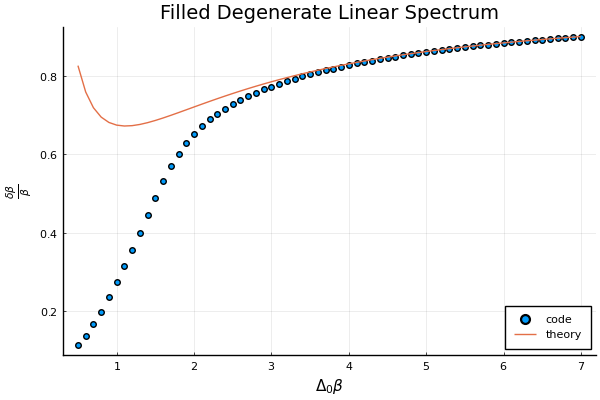 Filled Degenerate Linear Spectrum
0.8
0.6
0.4
0.2
δβ
β
1 2 3 4 5 6 7
Δ₀β
code
theory